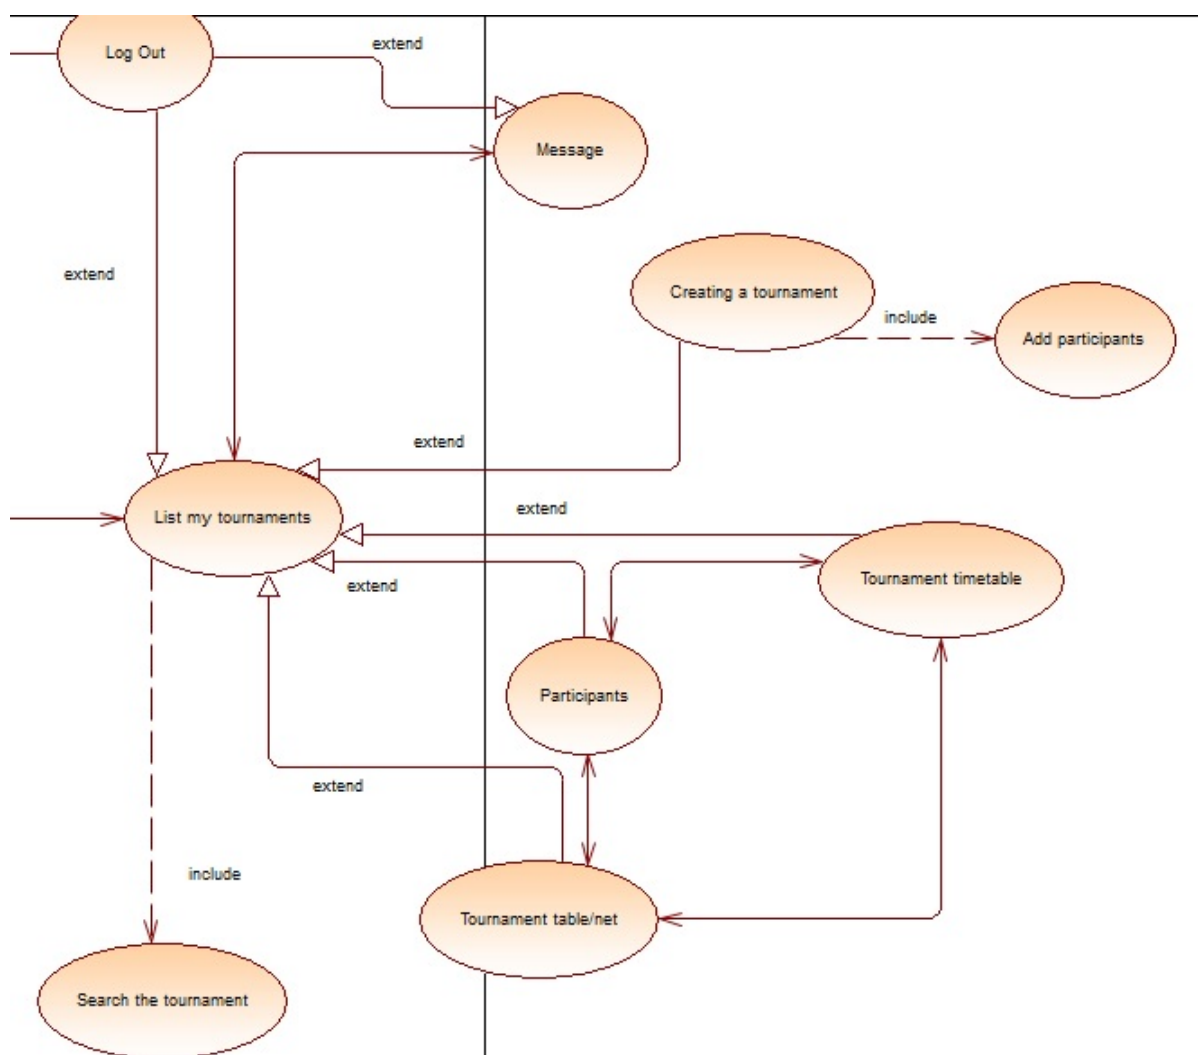 extend
Log Out
Message
extend
Creating a tournament
include
Add participants
extend
extend
List my tournaments
extend
Tournament timetable
Participants
extend
include
Tournament table/net
Search the tournament